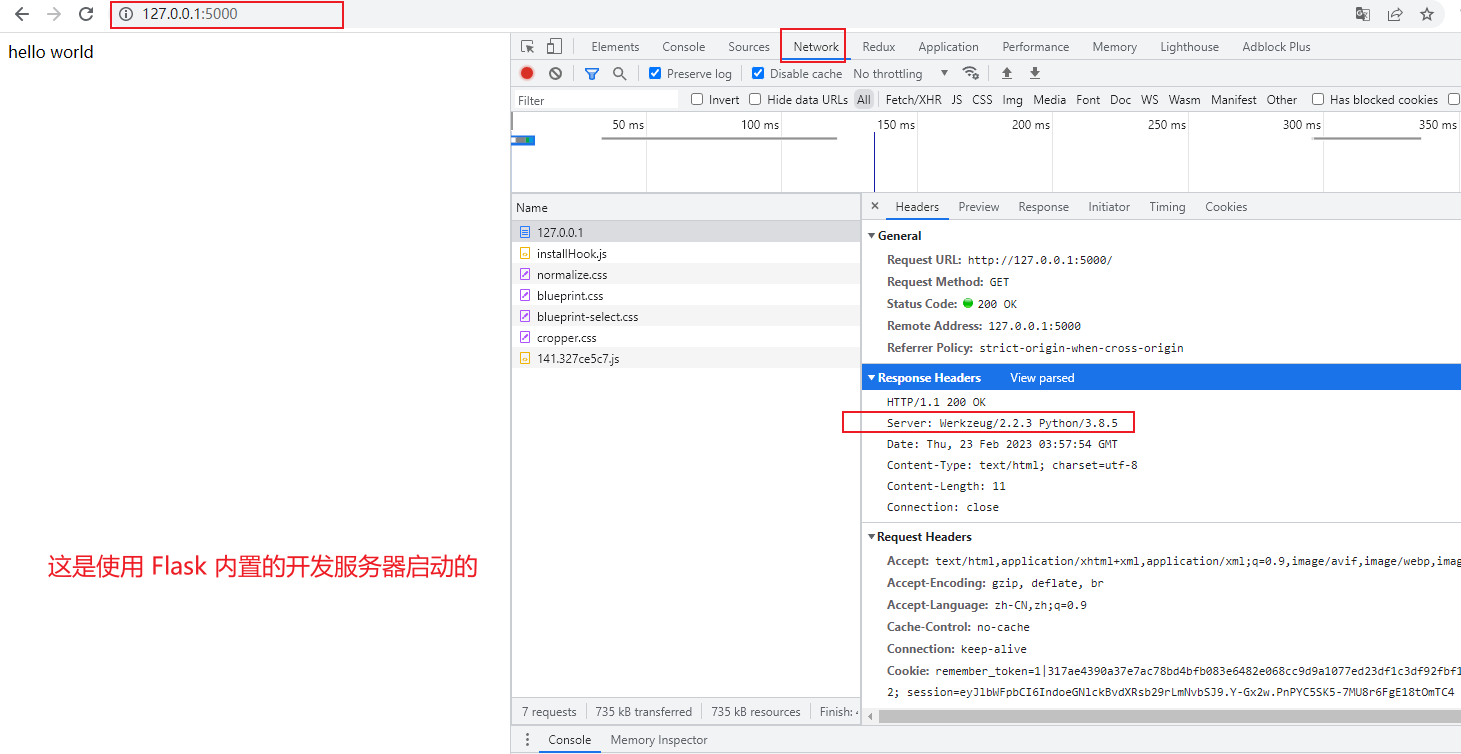 127.0.0.1:5000
hello world
Elements Console Sources Network Redux Application Performance Memory Lighthouse Adblock Plus
Preserve log Disable cache No throttling
Filter Invert Hide data URLs All Fetch/XHR JS CSS Img Media Font Doc WS Wasm Manifest Other Has blocked cookies
50 ms 100 ms 150 ms 200 ms 250 ms 300 ms 350 ms
Name
127.0.0.1
installHook.js
normalize.css
blueprint.css
blueprint-select.css
cropper.css
141.327ce5c7.js
7 requests 735 kB transferred 735 kB resources Finish:
× Headers Preview Response Initiator Timing Cookies
General
Request URL: http://127.0.0.1:5000/
Request Method: GET
Status Code: 200 OK
Remote Address: 127.0.0.1:5000
Referrer Policy: strict-origin-when-cross-origin
Response Headers View parsed
HTTP/1.1 200 OK
Server: Werkzeug/2.2.3 Python/3.8.5
Date: Thu, 23 Feb 2023 03:57:54 GMT
Content-Type: text/html; charset=utf-8
Content-Length: 11
Connection: close
Request Headers
Accept: text/html,application/xhtml+xml,application/xml;q=0.9,image/avif,image/webp,imag
Accept-Encoding: gzip, deflate, br
Accept-Language: zh-CN,zh;q=0.9
Cache-Control: no-cache
Connection: keep-alive
Cookie: remember_token=1|317ae4390a37e7ac78bd4bfb083e6482e068cc9d9a1077ed23df1c3df92fbf1
2; session=eyJlbWFpbCI6IndoeGNlckBvdXRsb29rLmNvbSJ9.Y-Gx2w.PnPYC5SK5-7MU8r6FgE18tOmTC4
这是使用 Flask 内置的开发服务器启动的
Console Memory Inspector